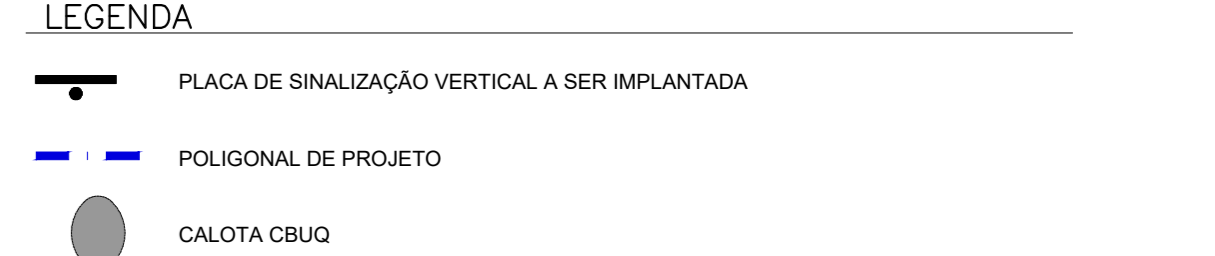 LEGENDA
PLACA DE SINALIZAÇÃO VERTICAL A SER IMPLANTADA
POLIGONAL DE PROJETO
CALOTA CBUQ